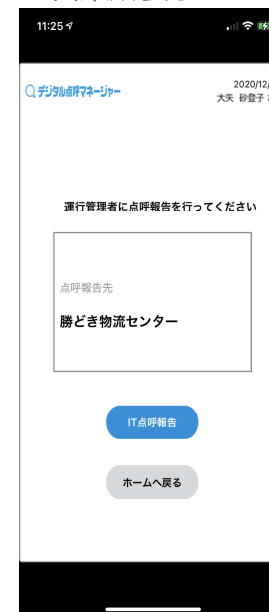 11:25
デジタル点呼マネージャー
2020/12/
大矢 砂登子
運行管理者に点呼報告を行ってください
点呼報告先
勝どき物流センター
IT点呼報告
ホームへ戻る